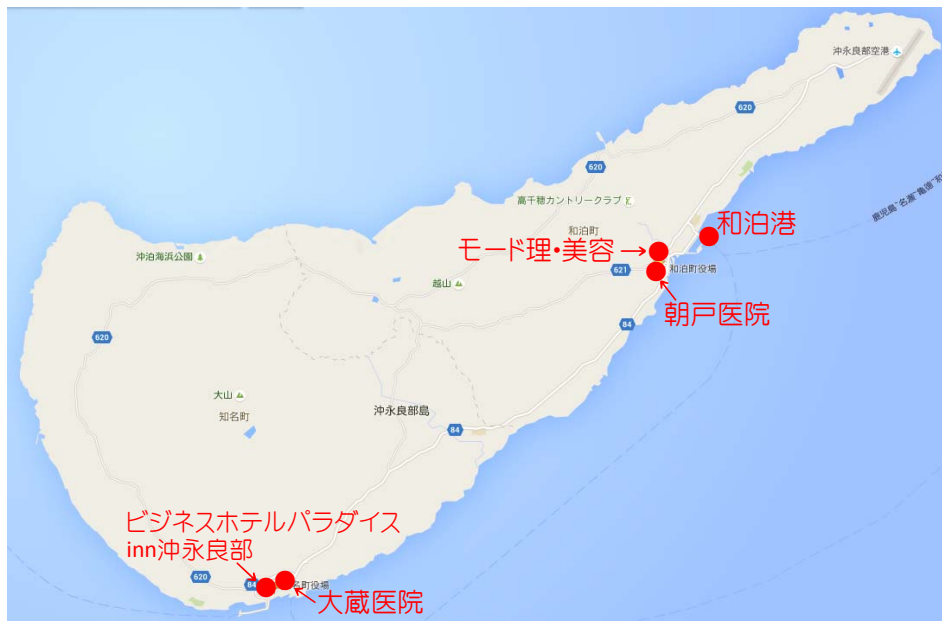 沖永良部空港
620
620
鹿児島~名瀬~亀徳~和
高千穂カントリークラブ
和泊町
和泊港
モード理・美容→
沖泊海浜公園
621
和泊町役場
越山
朝戸医院
84
620
大山
知名町
沖永良部島
84
ビジネスホテルパラダイス
inn沖永良部
620
84
名町役場
大蔵医院